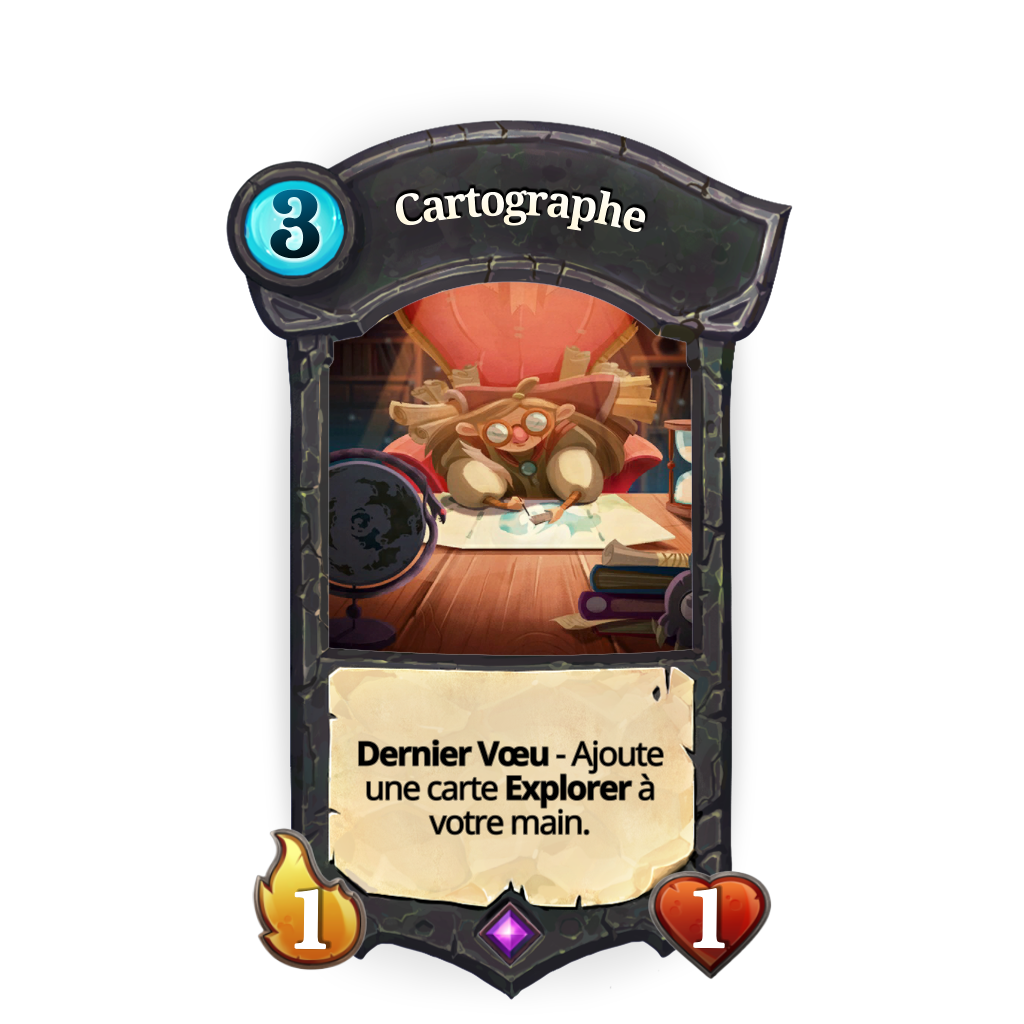 3
Cartographe
Dernier Vœu - Ajoute
une carte Explorer à
votre main.
1
1